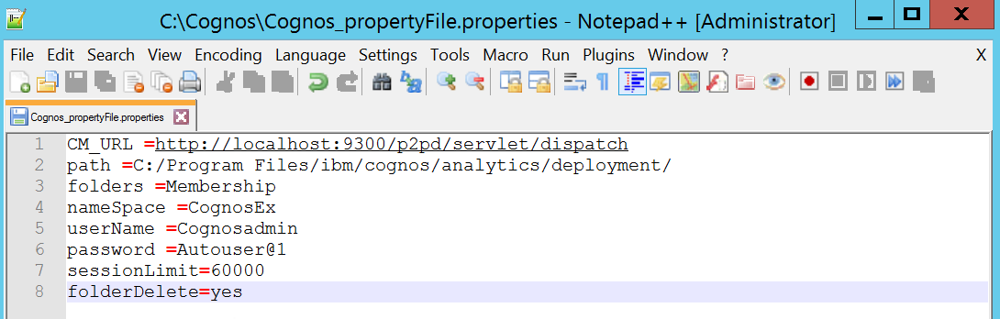 C:\Cognos\Cognos_propertyFile.properties - Notepad++ [Administrator]
File Edit Search View Encoding Language Settings Tools Macro Run Plugins Window ? X
Cognos_propertyFile.properties
1 CM_URL =http://localhost:9300/p2pd/servlet/dispatch
2 path =C:/Program Files/ibm/cognos/analytics/deployment/
3 folders =Membership
4 nameSpace =CognosEx
5 userName =Cognosadmin
6 password =Autouser@1
7 sessionLimit=60000
8 folderDelete=yes